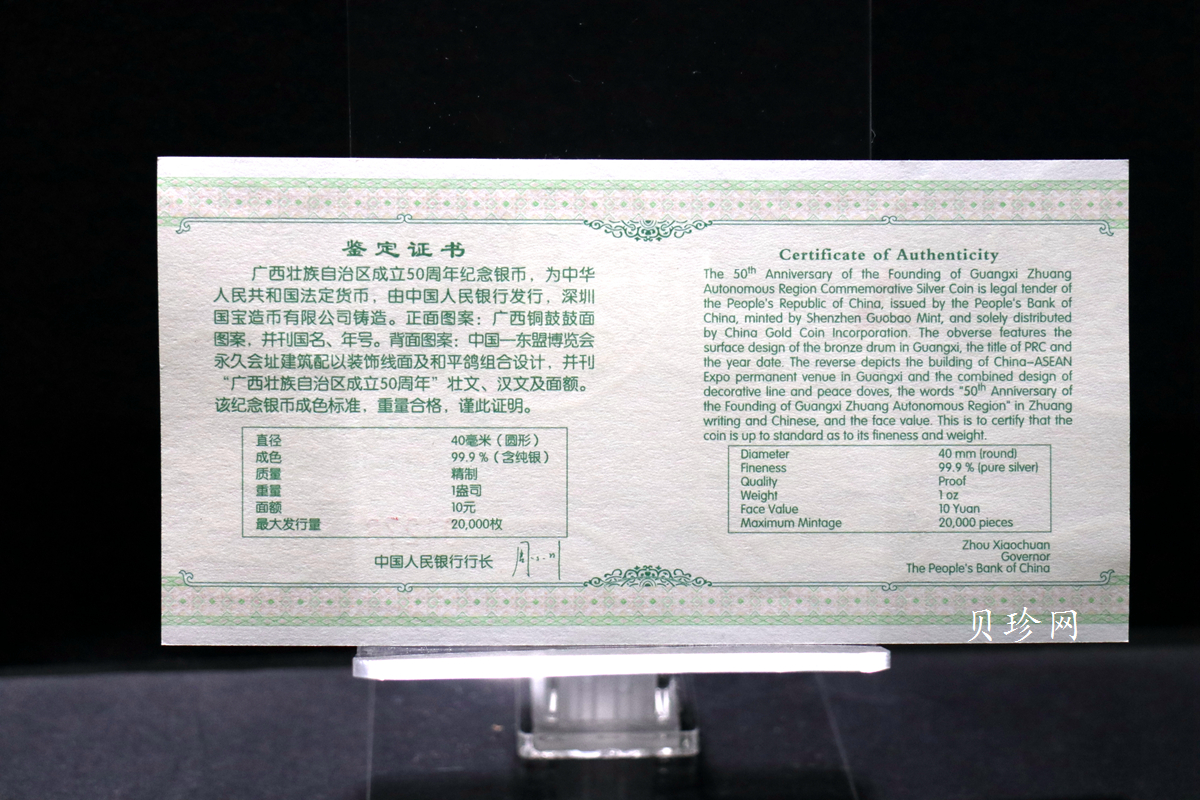 鉴定证书
广西壮族自治区成立50周年纪念银币，为中华
人民共和国法定货币，由中国人民银行发行，深圳
国宝造币有限公司铸造。正面图案：广西铜鼓鼓面
图案，并刊国名、年号。背面图案：中国—东盟博览会
永久会址建筑配以装饰线面及和平鸽组合设计，并刊
“广西壮族自治区成立50周年”壮文、汉文及面额。
该纪念银币成色标准，重量合格，谨此证明。
直径 40毫米（圆形）
成色 99.9％（含纯银）
质量 精制
重量 1盎司
面额 10元
最大发行量 20,000枚
中国人民银行行长
Certificate of Authenticity
The 50th Anniversary of the Founding of Guangxi Zhuang
Autonomous Region Commemorative Silver Coin is legal tender of
the People's Republic of China, issued by the People's Bank of
China, minted by Shenzhen Guobao Mint, and solely distributed
by China Gold Coin Incorporation. The obverse features the
surface design of the bronze drum in Guangxi, the title of PRC and
the year date. The reverse depicts the building of China-ASEAN
Expo permanent venue in Guangxi and the combined design of
decorative line and peace doves, the words "50th Anniversary of
the Founding of Guangxi Zhuang Autonomous Region" in Zhuang
writing and Chinese, and the face value. This is to certify that the
coin is up to standard as to its fineness and weight.
Diameter 40 mm (round)
Fineness 99.9 % (pure silver)
Quality Proof
Weight 1 oz
Face Value 10 Yuan
Maximum Mintage 20,000 pieces
Zhou Xiaochuan
Governor
The People's Bank of China
贝珍网